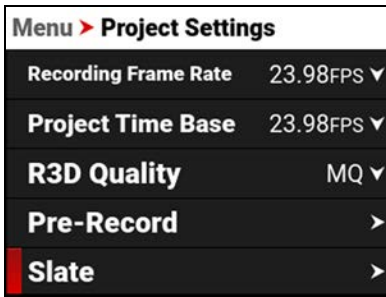 Menu > Project Settings
Recording Frame Rate 23.98FPS
Project Time Base 23.98FPS
R3D Quality MQ
Pre-Record >
Slate >